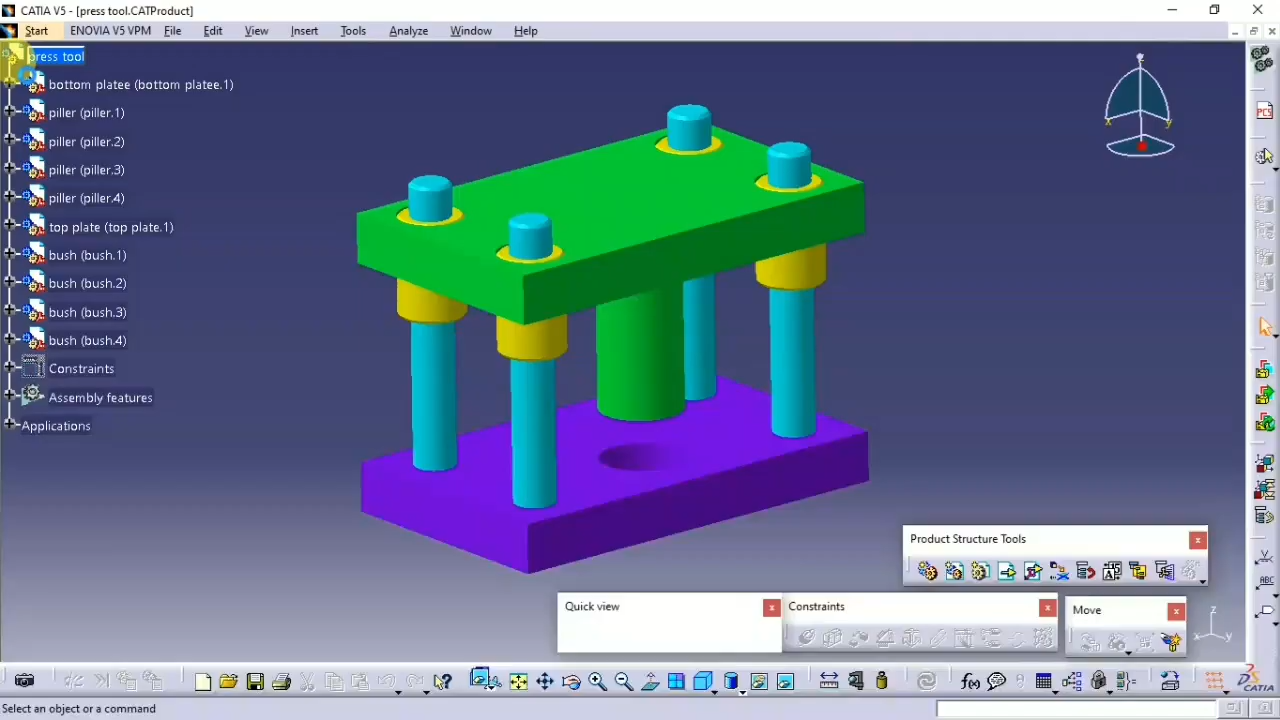 CATIA V5 - [press tool.CATProduct]
Start ENOVIA V5 VPM File Edit View Insert Tools Analyze Window Help
press tool
bottom platee (bottom platee.1)
piller (piller.1)
piller (piller.2)
piller (piller.3)
piller (piller.4)
top plate (top plate.1)
bush (bush.1)
bush (bush.2)
bush (bush.3)
bush (bush.4)
Constraints
Assembly features
Applications
x y
PCS
Product Structure Tools
Quick view
Constraints
Move
z
x y
ABC
f(x)
CATIA
Select an object or a command